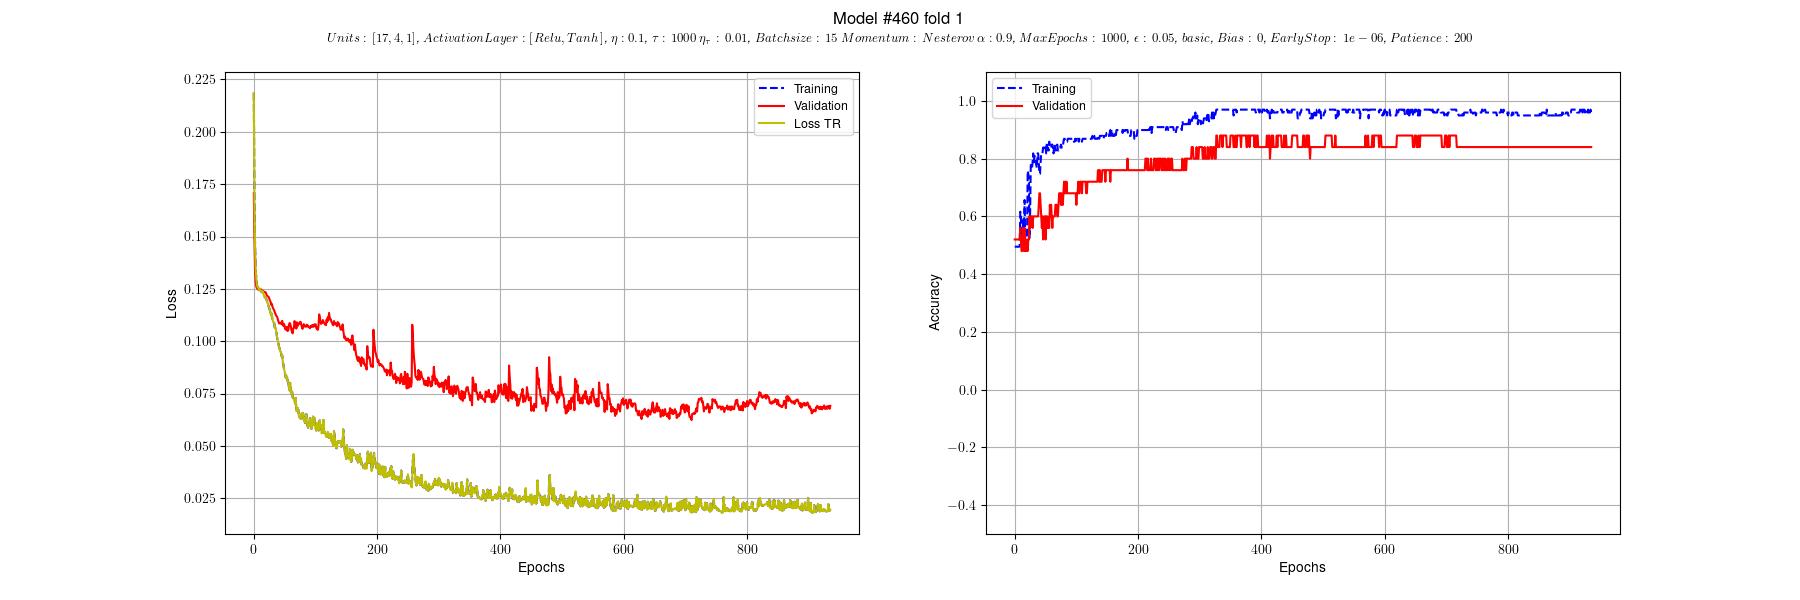 Model #460 fold 1
Units : [17, 4, 1], ActivationLayer : [Relu, Tanh], η : 0.1, τ : 1000 ητ : 0.01, Batchsize : 15 Momentum : Nesterov α : 0.9, MaxEpochs : 1000, ϵ : 0.05, basic, Bias : 0, EarlyStop : 1e − 06, Patience : 200
0.225
0.200
0.175
0.150
0.125
0.100
0.075
0.050
0.025
Loss
0 200 400 600 800
Epochs
Training
Validation
Loss TR
1.0
0.8
0.6
0.4
0.2
0.0
−0.2
−0.4
Accuracy
0 200 400 600 800
Epochs
Training
Validation